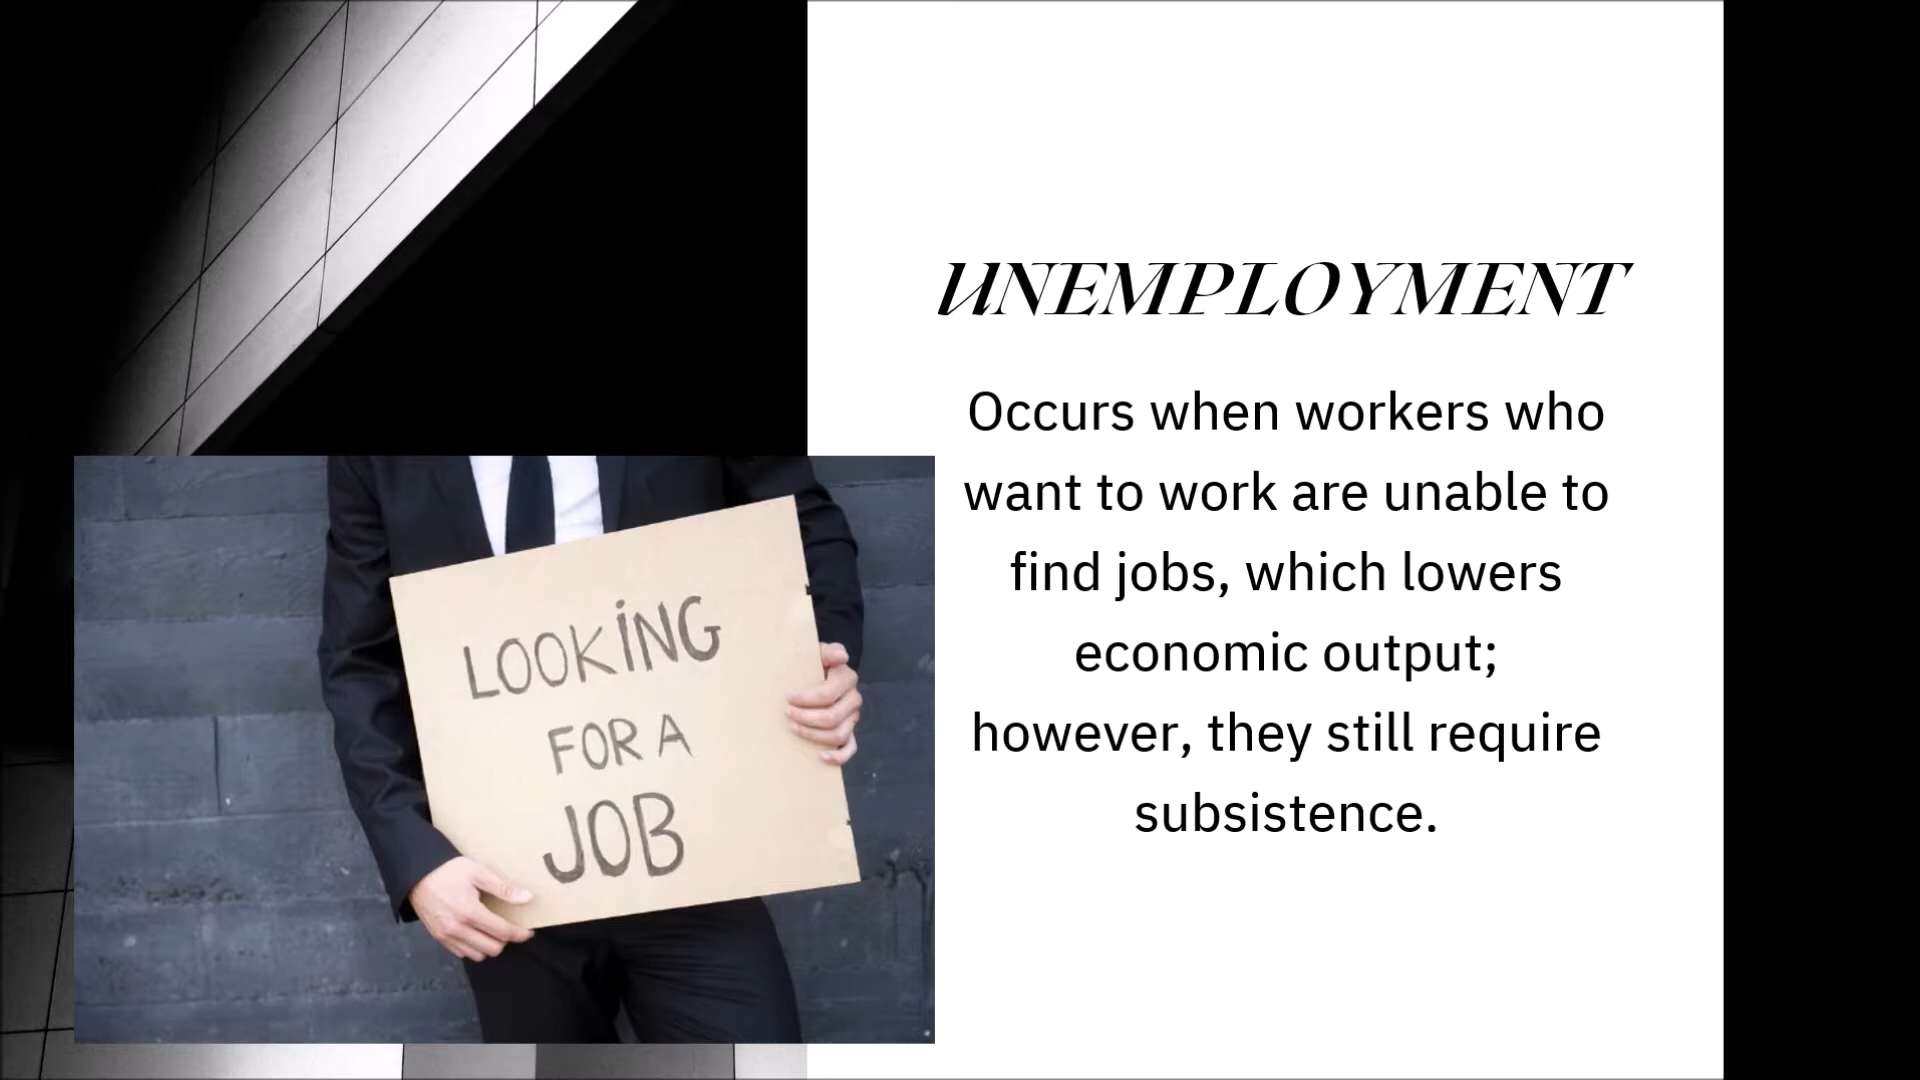 UNEMPLOYMENT
Occurs when workers who
want to work are unable to
find jobs, which lowers
economic output;
however, they still require
subsistence.
LOOKiNG
FOR A
JOB